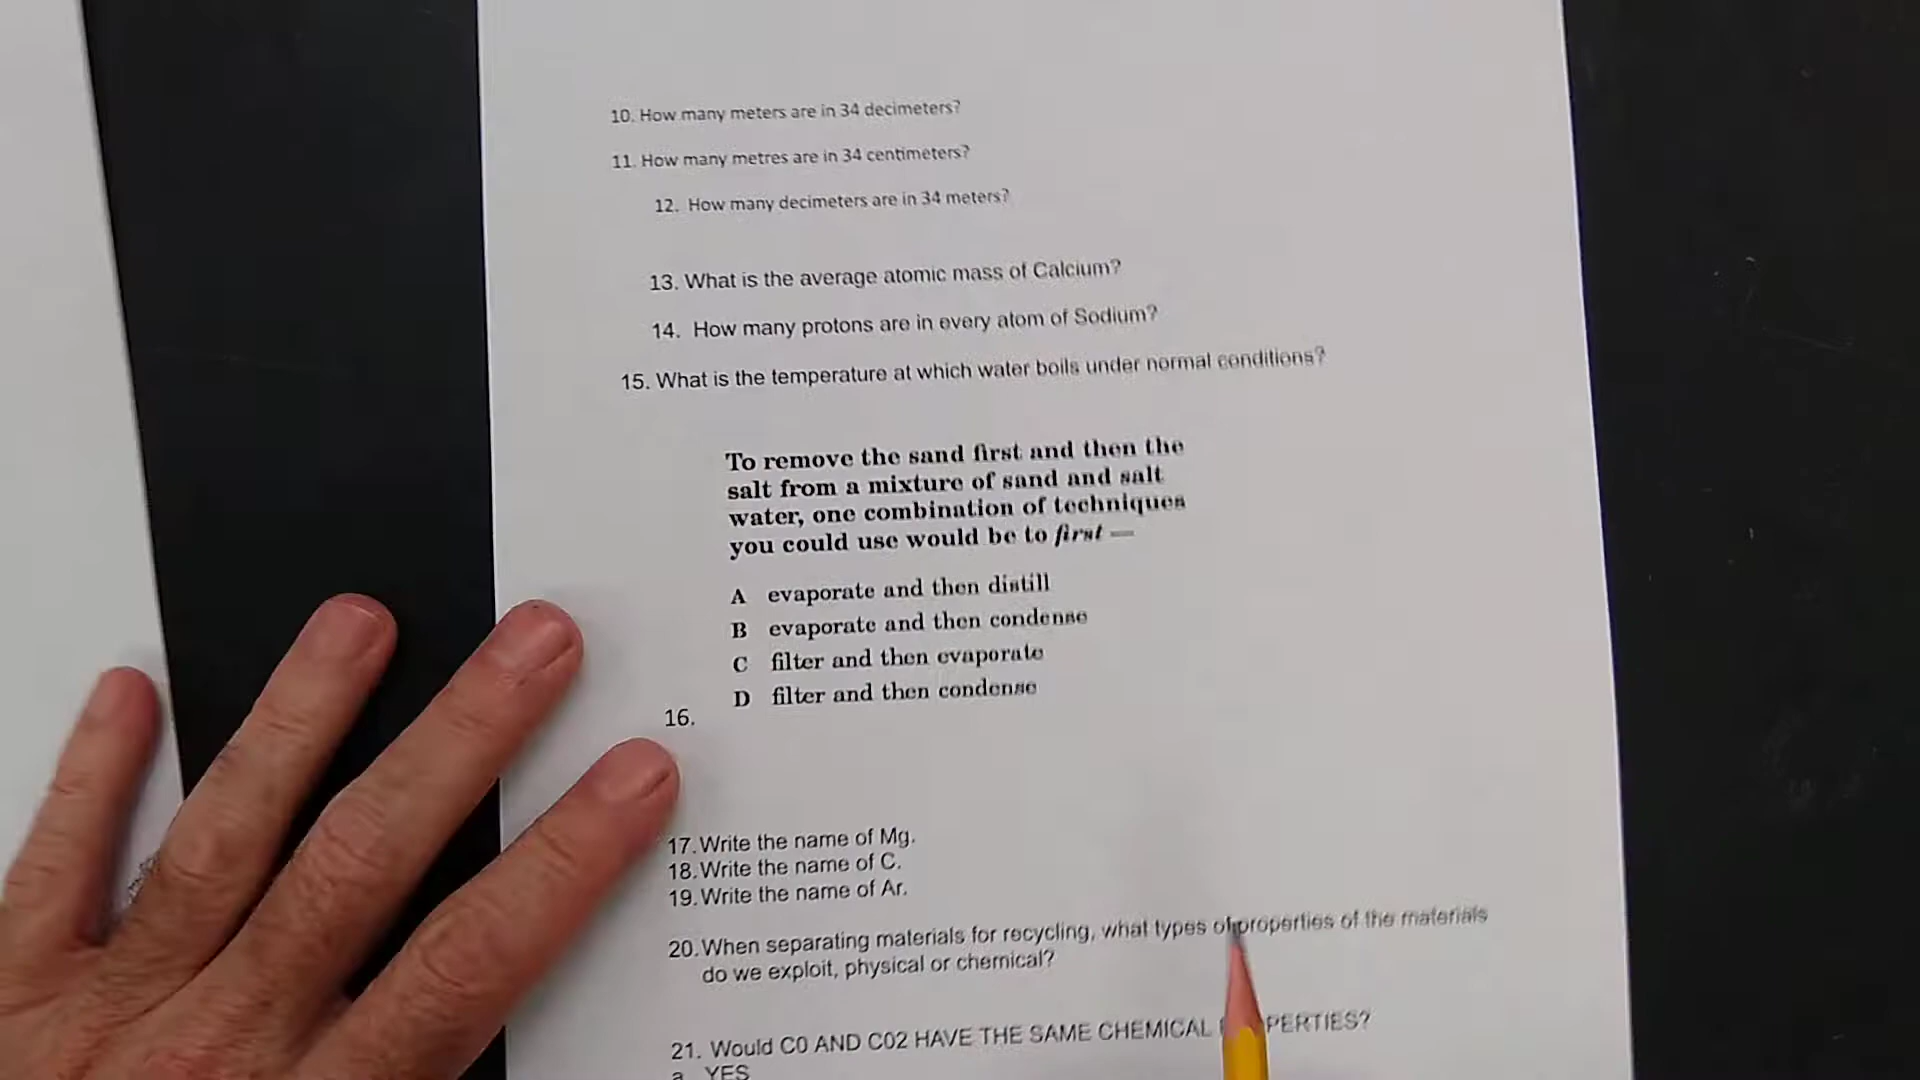 10. How many meters are in 34 decimeters?
11. How many metres are in 34 centimeters?
12. How many decimeters are in 34 meters?
13. What is the average atomic mass of Calcium?
14. How many protons are in every atom of Sodium?
15. What is the temperature at which water boils under normal conditions?
To remove the sand first and then the
salt from a mixture of sand and salt
water, one combination of techniques
you could use would be to first —
A evaporate and then distill
B evaporate and then condense
C filter and then evaporate
D filter and then condense
16.
17. Write the name of Mg.
18. Write the name of C.
19. Write the name of Ar.
20. When separating materials for recycling, what types of properties of the materials
do we exploit, physical or chemical?
21. Would C0 AND C02 HAVE THE SAME CHEMICAL PERTIES?
a YES